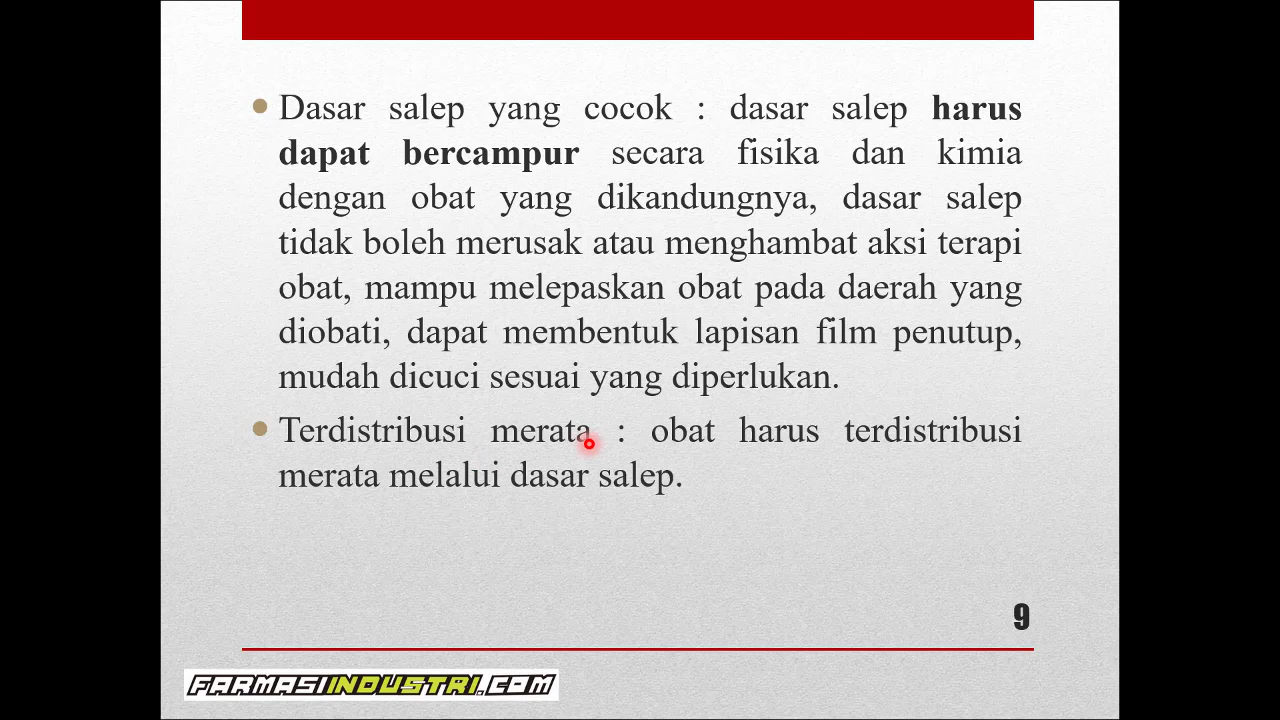 Dasar salep yang cocok : dasar salep harus
dapat bercampur secara fisika dan kimia
dengan obat yang dikandungnya, dasar salep
tidak boleh merusak atau menghambat aksi terapi
obat, mampu melepaskan obat pada daerah yang
diobati, dapat membentuk lapisan film penutup,
mudah dicuci sesuai yang diperlukan.
Terdistribusi merata : obat harus terdistribusi
merata melalui dasar salep.
9
FARMASIINDUSTRI.COM